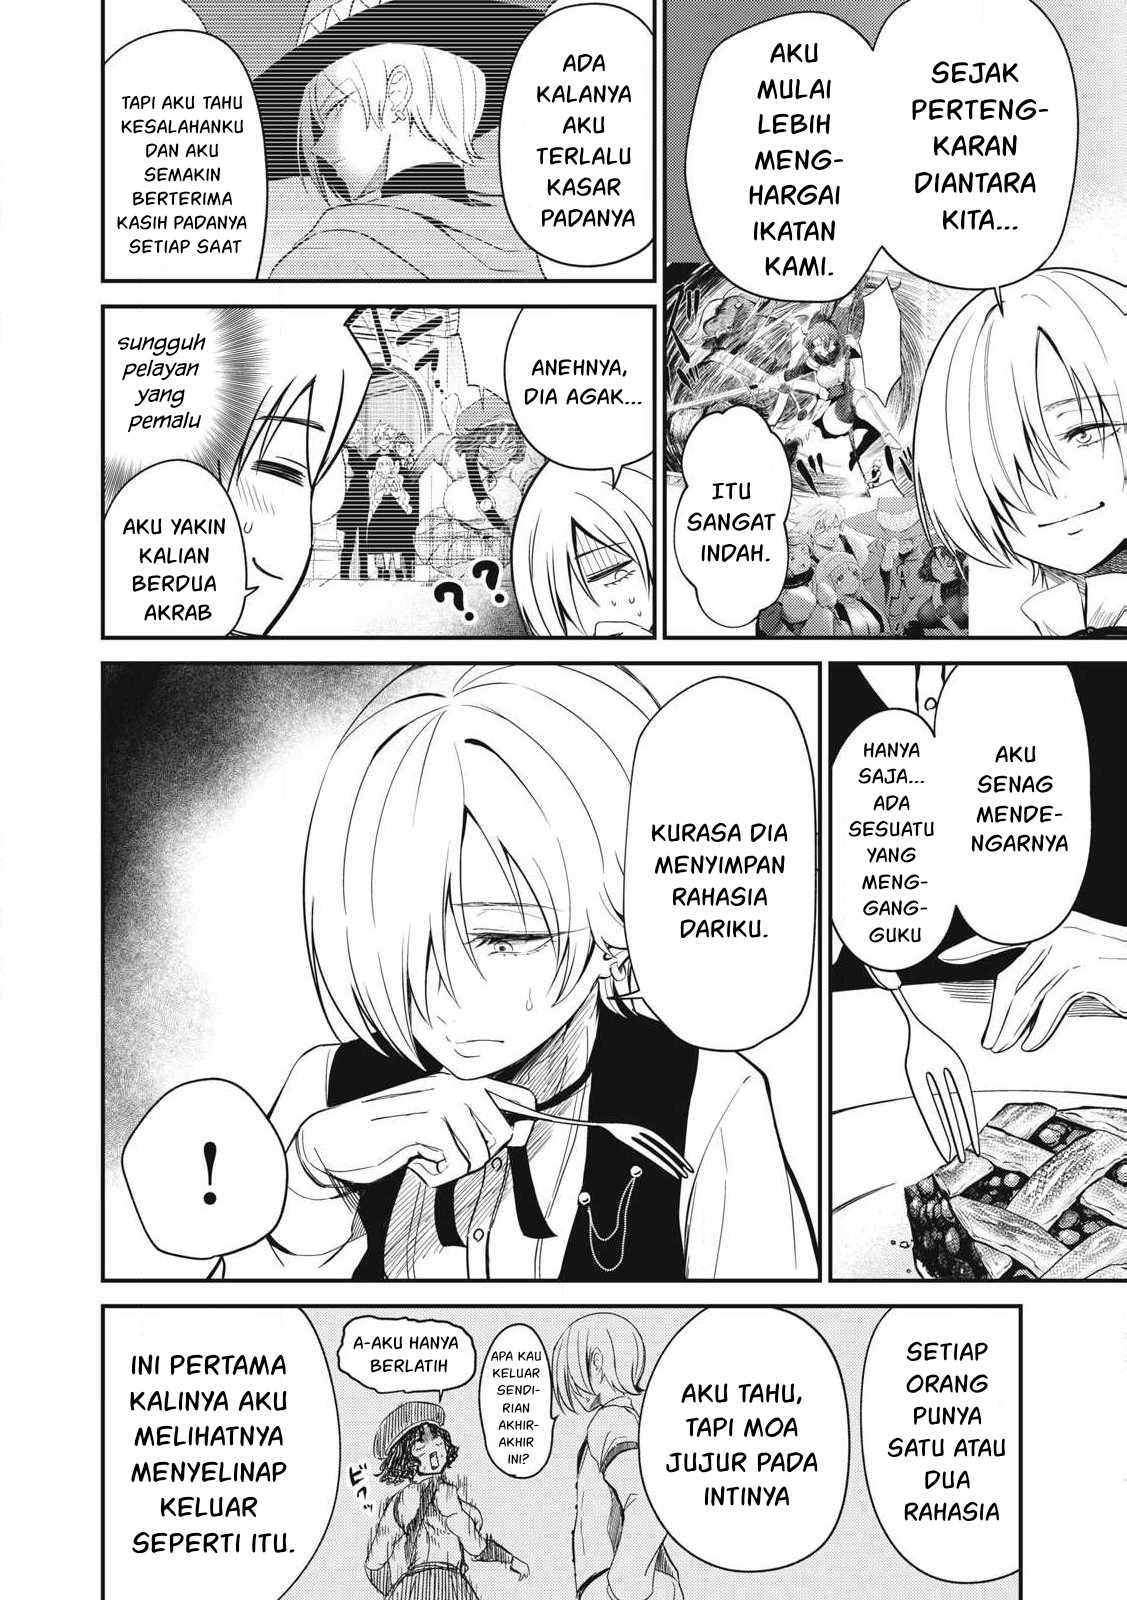 SEJAK
PERTENG-
KARAN
DIANTARA
KITA...
AKU
MULAI
LEBIH
MENG-
HARGAI
IKATAN
KAMI.
ITU
SANGAT
INDAH.
ADA
KALANYA
AKU
TERLALU
KASAR
PADANYA
TAPI AKU TAHU
KESALAHANKU
DAN AKU
SEMAKIN
BERTERIMA
KASIH PADANYA
SETIAP SAAT
ANEHNYA,
DIA AGAK...
??
sungguh
pelayan
yang
pemalu
AKU YAKIN
KALIAN
BERDUA
AKRAB
AKU
SENAG
MENDE-
NGARNYA
HANYA
SAJA...
ADA
SESUATU
YANG
MENG-
GANG-
GUKU
KURASA DIA
MENYIMPAN
RAHASIA
DARIKU.
!
SETIAP
ORANG
PUNYA
SATU ATAU
DUA
RAHASIA
AKU TAHU,
TAPI MOA
JUJUR PADA
INTINYA
APA KAU
KELUAR
SENDI-
RIAN
AKHIR-
AKHIR
INI?
A-AKU HANYA
BERLATIH
ビクッ
INI PERTAMA
KALINYA AKU
MELIHATNYA
MENYELINAP
KELUAR
SEPERTI ITU.